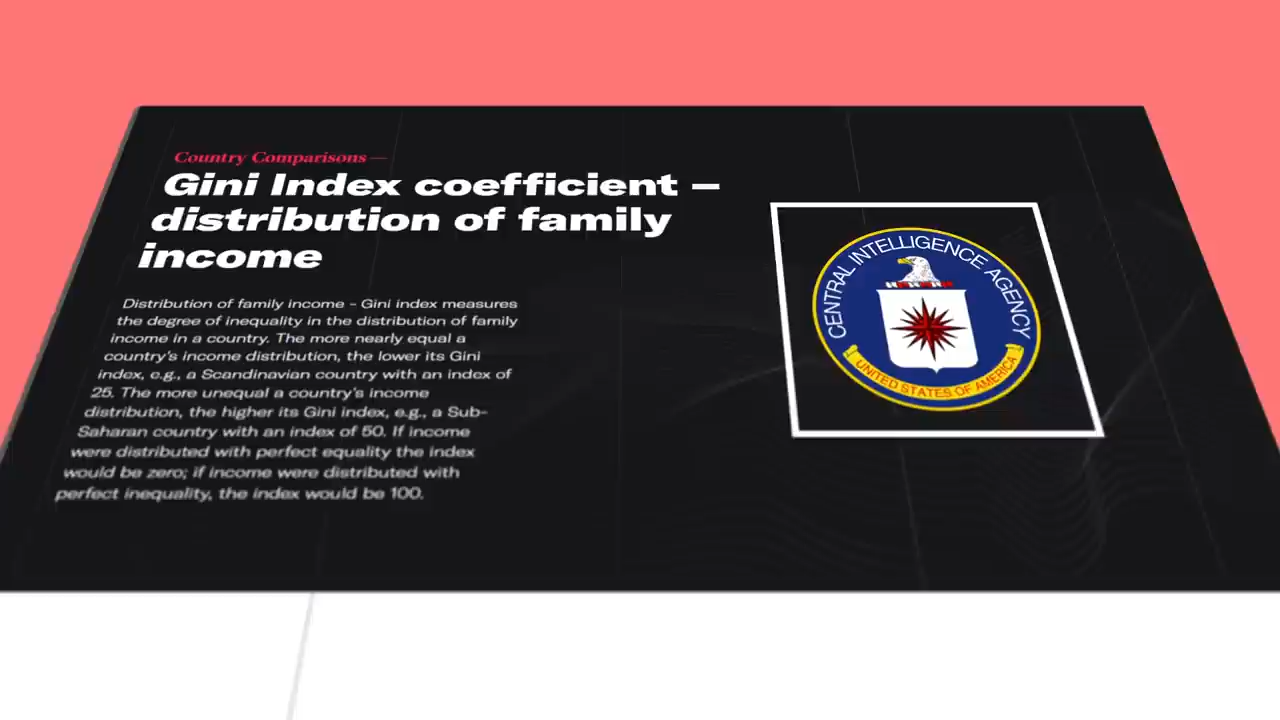 Country Comparisons —
Gini Index coefficient –
distribution of family
income
Distribution of family income - Gini index measures
the degree of inequality in the distribution of family
income in a country. The more nearly equal a
country's income distribution, the lower its Gini
index, e.g., a Scandinavian country with an index of
25. The more unequal a country's income
distribution, the higher its Gini index, e.g., a Sub-
Saharan country with an index of 50. If income
were distributed with perfect equality the index
would be zero; if income were distributed with
perfect inequality, the index would be 100.
CENTRAL INTELLIGENCE AGENCY
UNITED STATES OF AMERICA